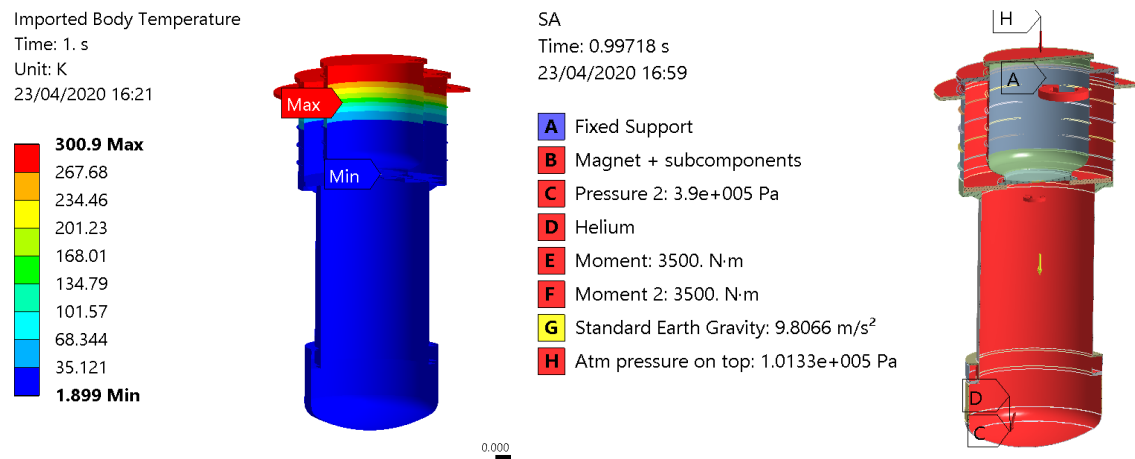 Imported Body Temperature
Time: 1. s
Unit: K
23/04/2020 16:21
300.9 Max
267.68
234.46
201.23
168.01
134.79
101.57
68.344
35.121
1.899 Min
Max
Min
0.000
SA
Time: 0.99718 s
23/04/2020 16:59
A Fixed Support
B Magnet + subcomponents
C Pressure 2: 3.9e+005 Pa
D Helium
E Moment: 3500. N·m
F Moment 2: 3500. N·m
G Standard Earth Gravity: 9.8066 m/s²
H Atm pressure on top: 1.0133e+005 Pa
H
A
D
C